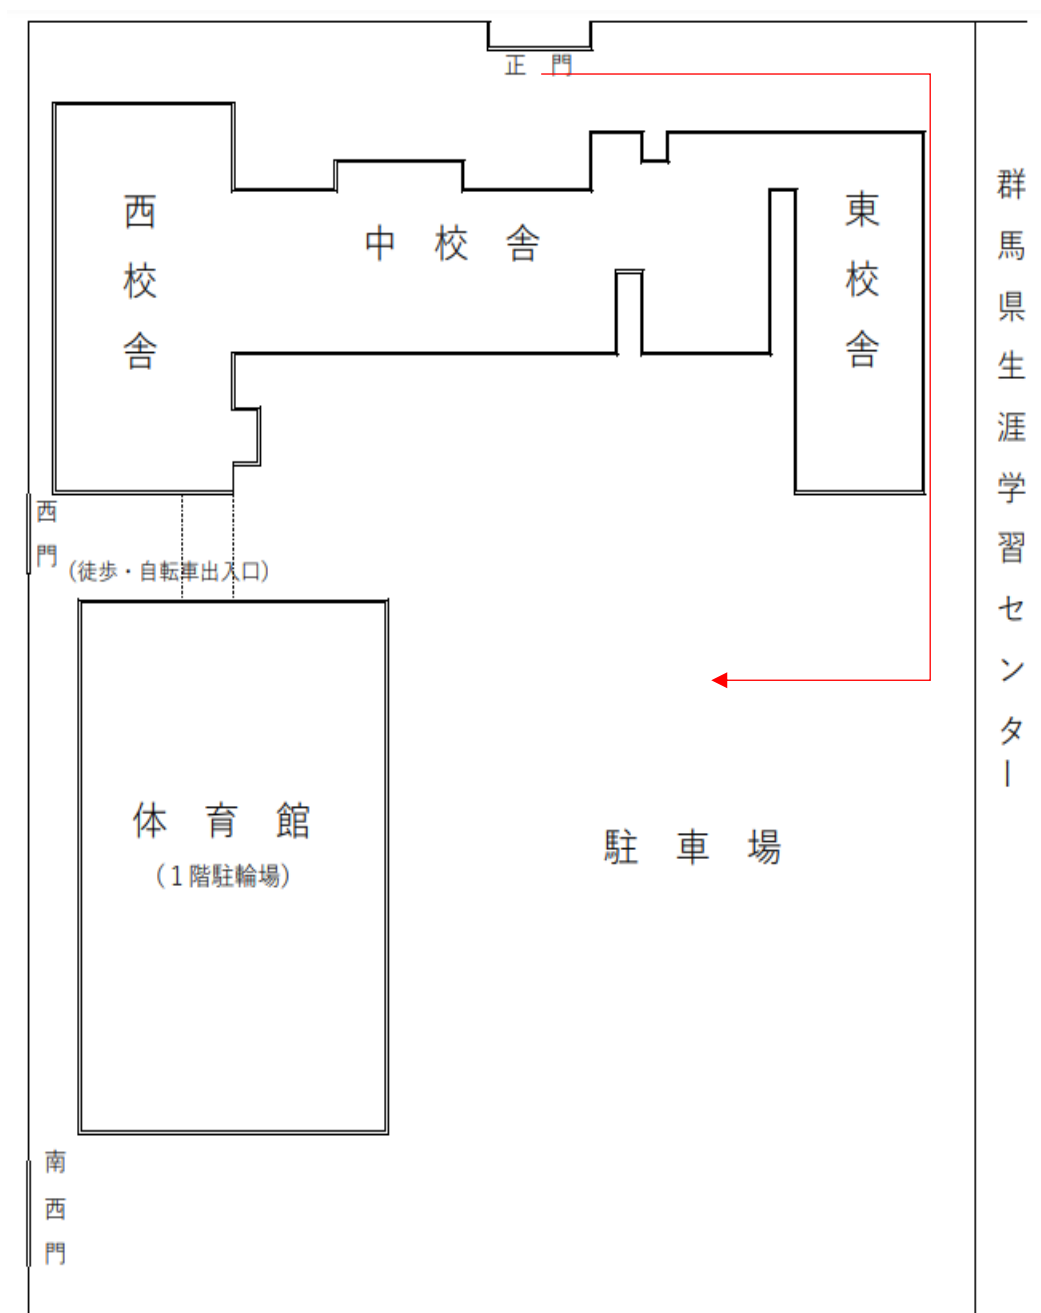 正　門
西校舎
中　校　舎
東校舎
群馬県生涯学習センター
西門
(徒歩・自転車出入口)
体　育　館
（１階駐輪場）
駐　車　場
南西門